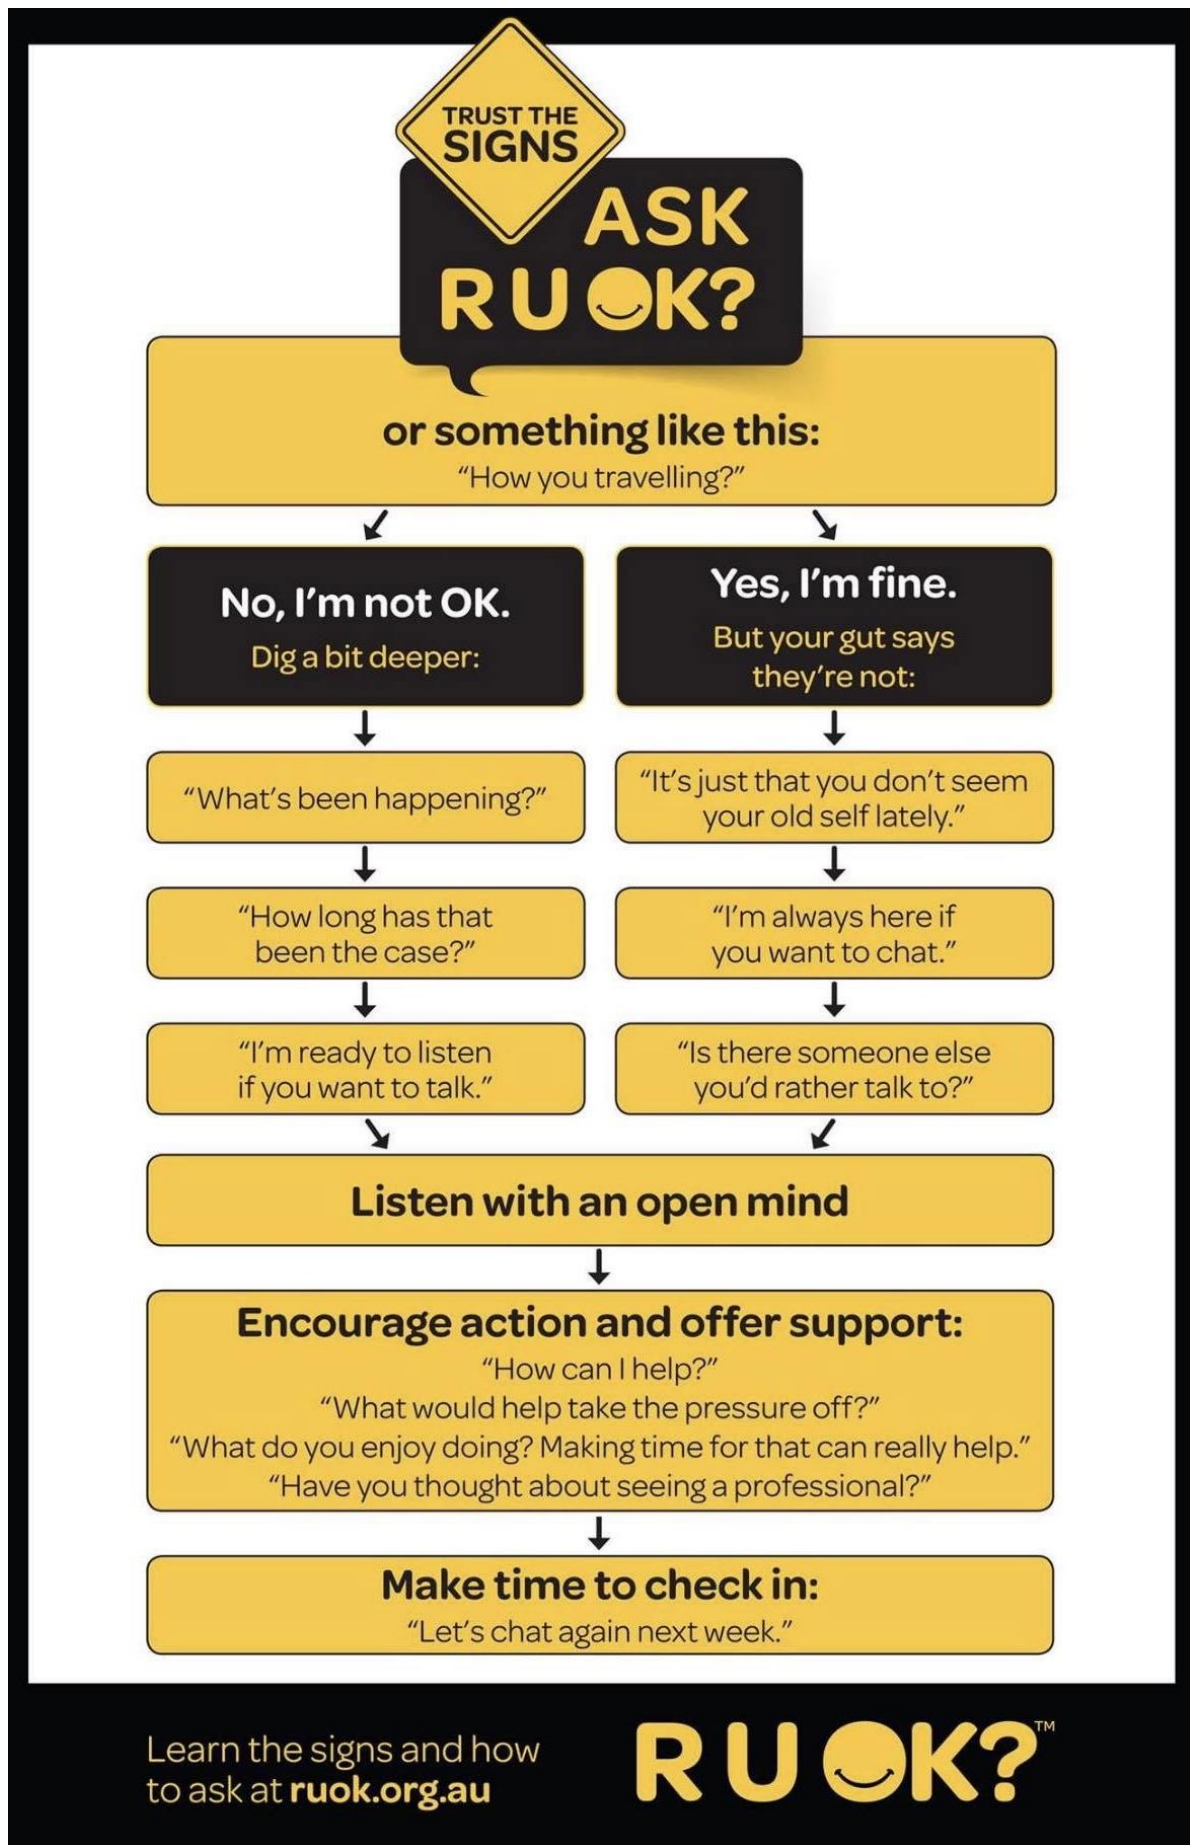 TRUST THE
SIGNS
ASK
R U OK?
or something like this:
“How you travelling?”
No, I’m not OK.
Dig a bit deeper:
“What’s been happening?”
“How long has that
been the case?”
“I’m ready to listen
if you want to talk.”
Yes, I’m fine.
But your gut says
they’re not:
“It’s just that you don’t seem
your old self lately.”
“I’m always here if
you want to chat.”
“Is there someone else
you’d rather talk to?”
Listen with an open mind
Encourage action and offer support:
“How can I help?”
“What would help take the pressure off?”
“What do you enjoy doing? Making time for that can really help.”
“Have you thought about seeing a professional?”
Make time to check in:
“Let’s chat again next week.”
Learn the signs and how
to ask at ruok.org.au
R U OK?™